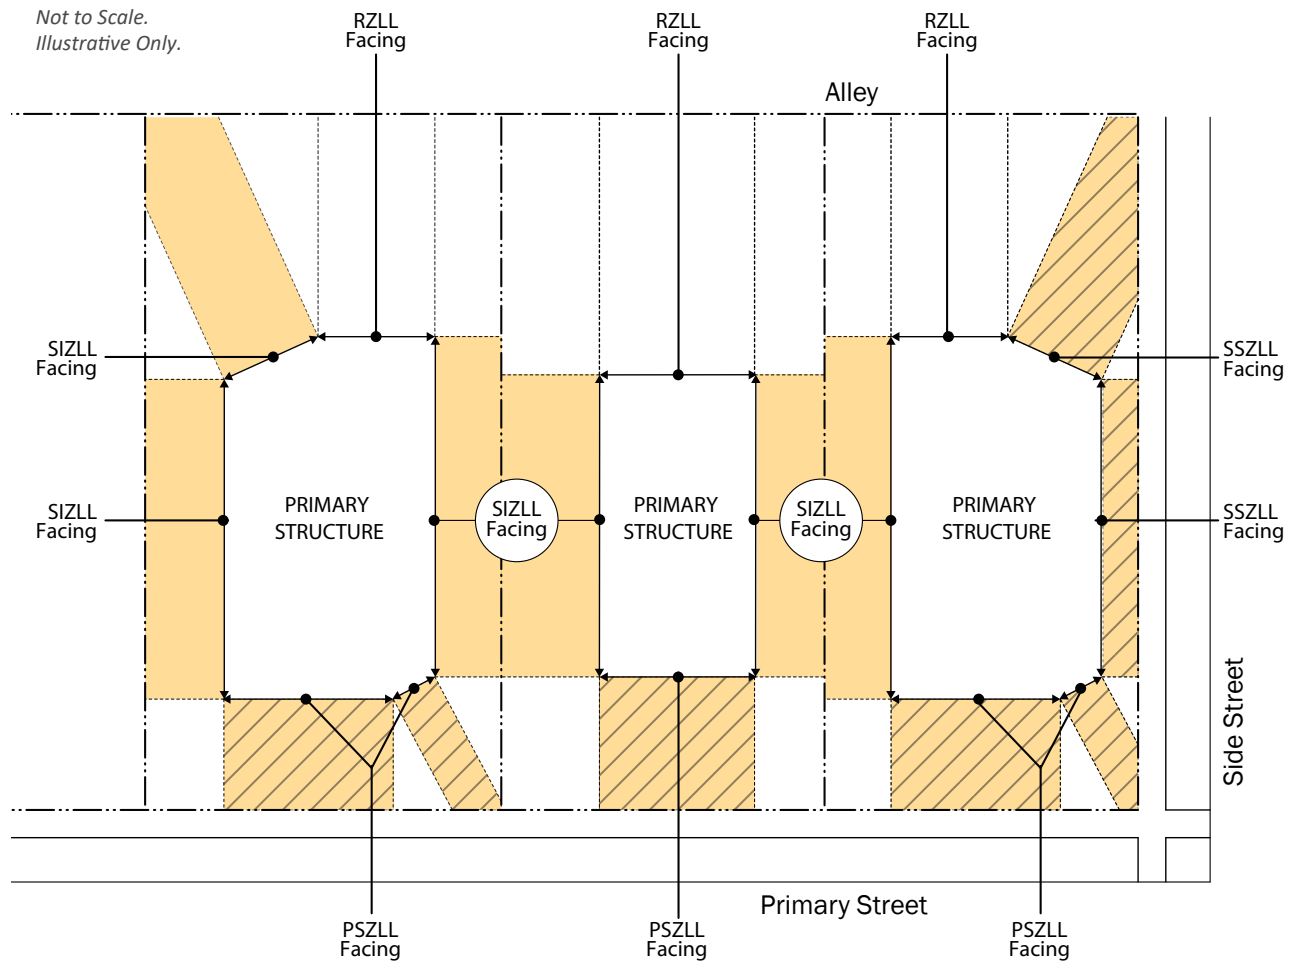 Not to Scale.
Illustrative Only.
RZLL
Facing
RZLL
Facing
RZLL
Facing
Alley
SIZLL
Facing
SSZLL
Facing
SIZLL
Facing
PRIMARY
STRUCTURE
SIZLL
Facing
PRIMARY
STRUCTURE
SIZLL
Facing
PRIMARY
STRUCTURE
SSZLL
Facing
Side Street
Primary Street
PSZLL
Facing
PSZLL
Facing
PSZLL
Facing